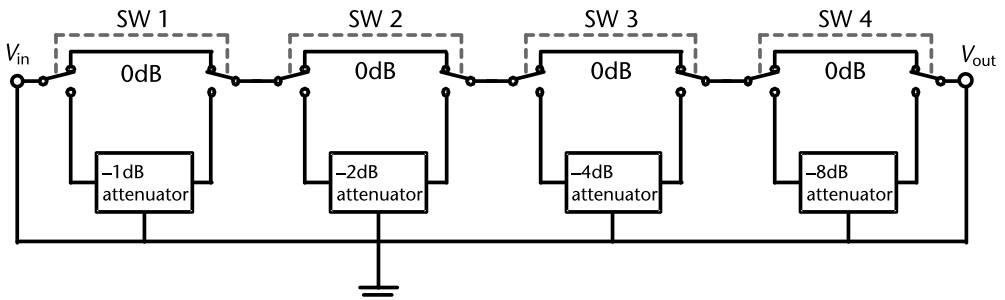 SW 1 SW 2 SW 3 SW 4
Vin Vout
0dB 0dB 0dB 0dB
–1dB attenuator
–2dB attenuator
–4dB attenuator
–8dB attenuator